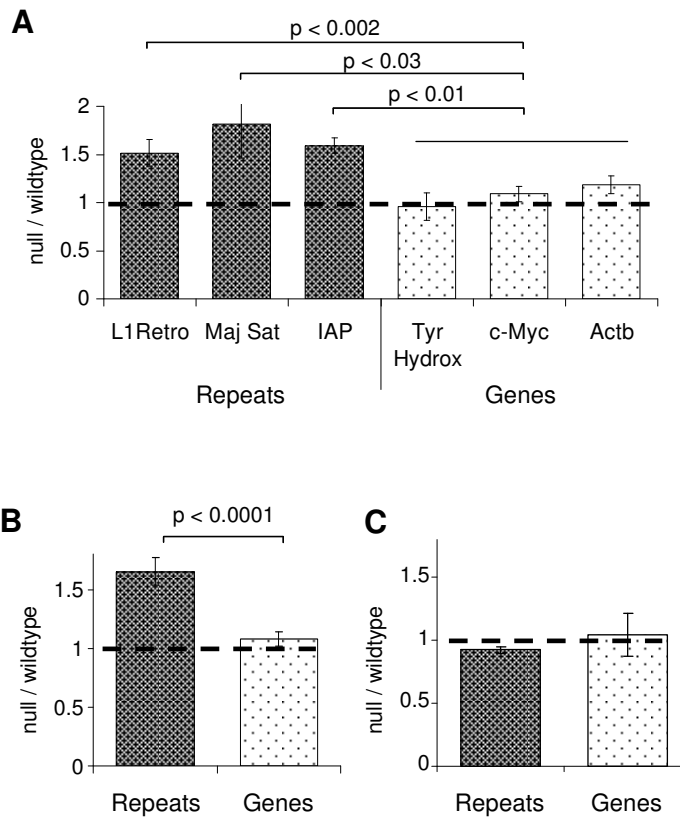 A
p < 0.002
p < 0.03
p < 0.01
2
1.5
1
0.5
0
null / wildtype
L1Retro Maj Sat IAP Tyr Hydrox c-Myc Actb
Repeats Genes
B
p < 0.0001
1.5
1
0.5
0
null / wildtype
Repeats Genes
C
1.5
1
0.5
0
null / wildtype
Repeats Genes